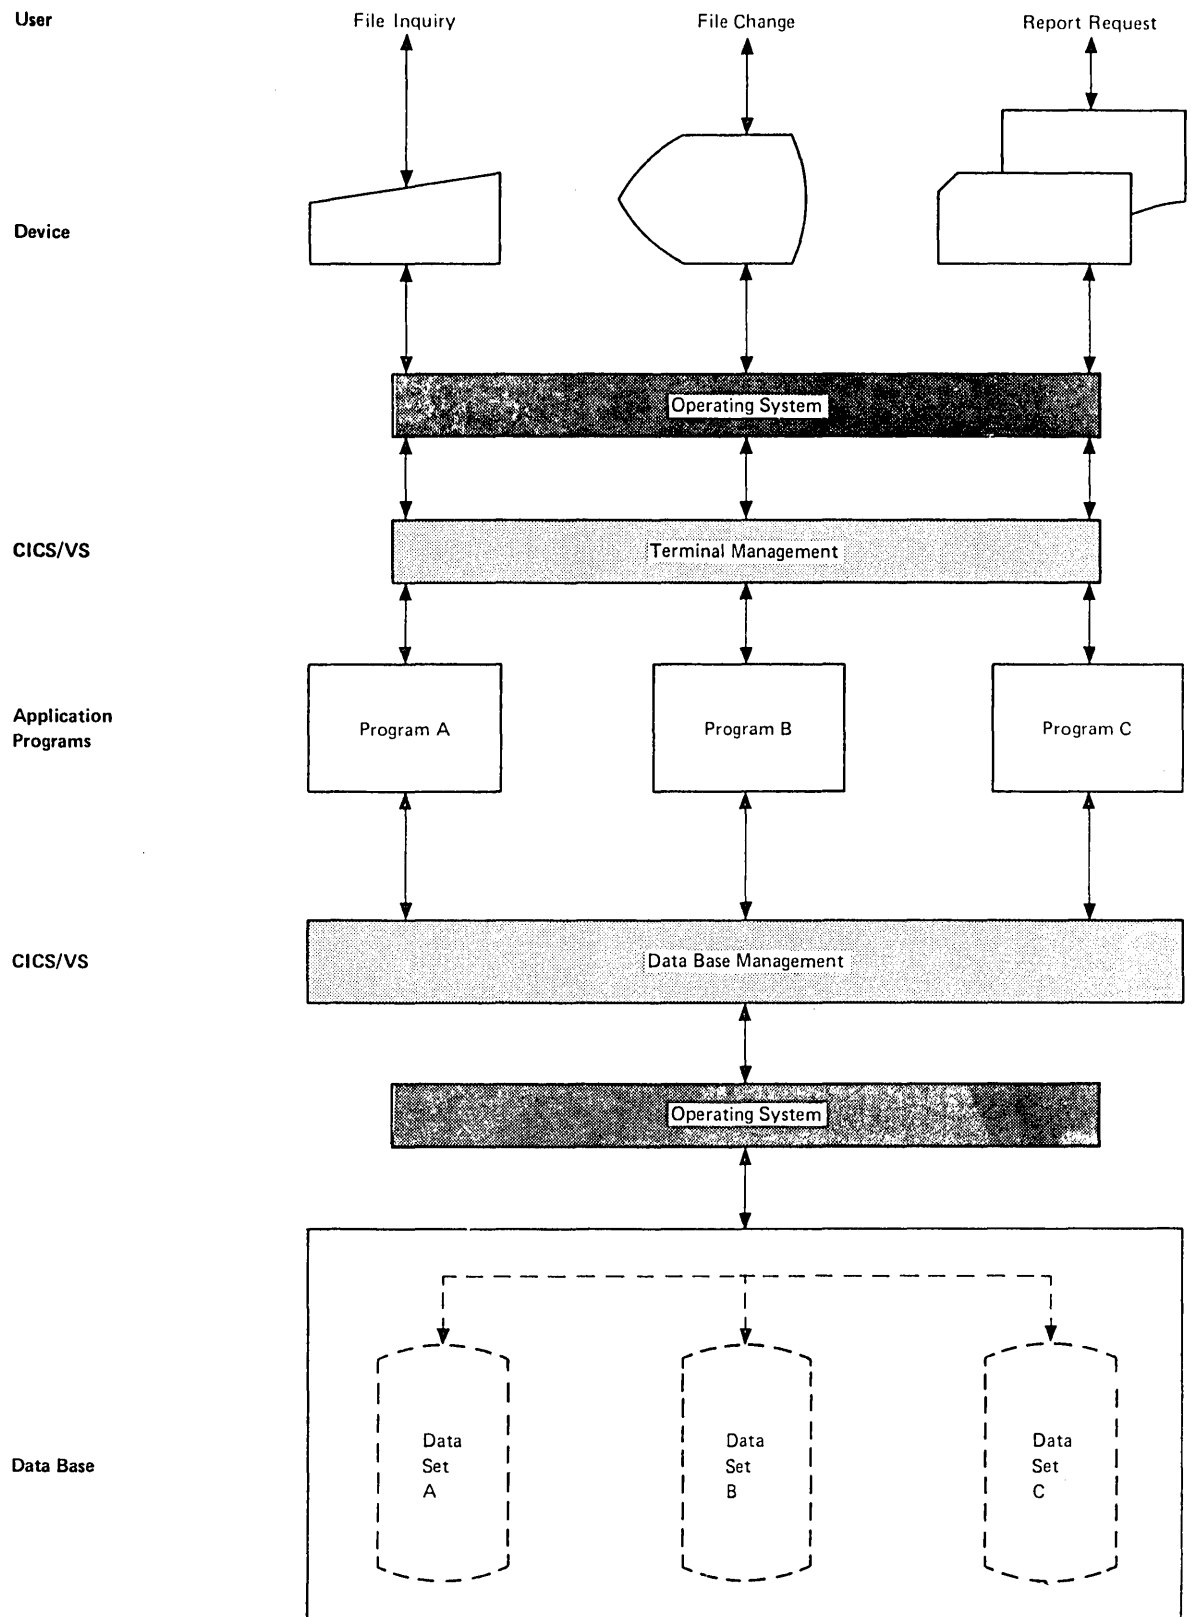 User
File Inquiry
File Change
Report Request
Device
Operating System
CICS/VS
Terminal Management
Application
Programs
Program A
Program B
Program C
CICS/VS
Data Base Management
Operating System
Data Base
Data
Set
A
Data
Set
B
Data
Set
C